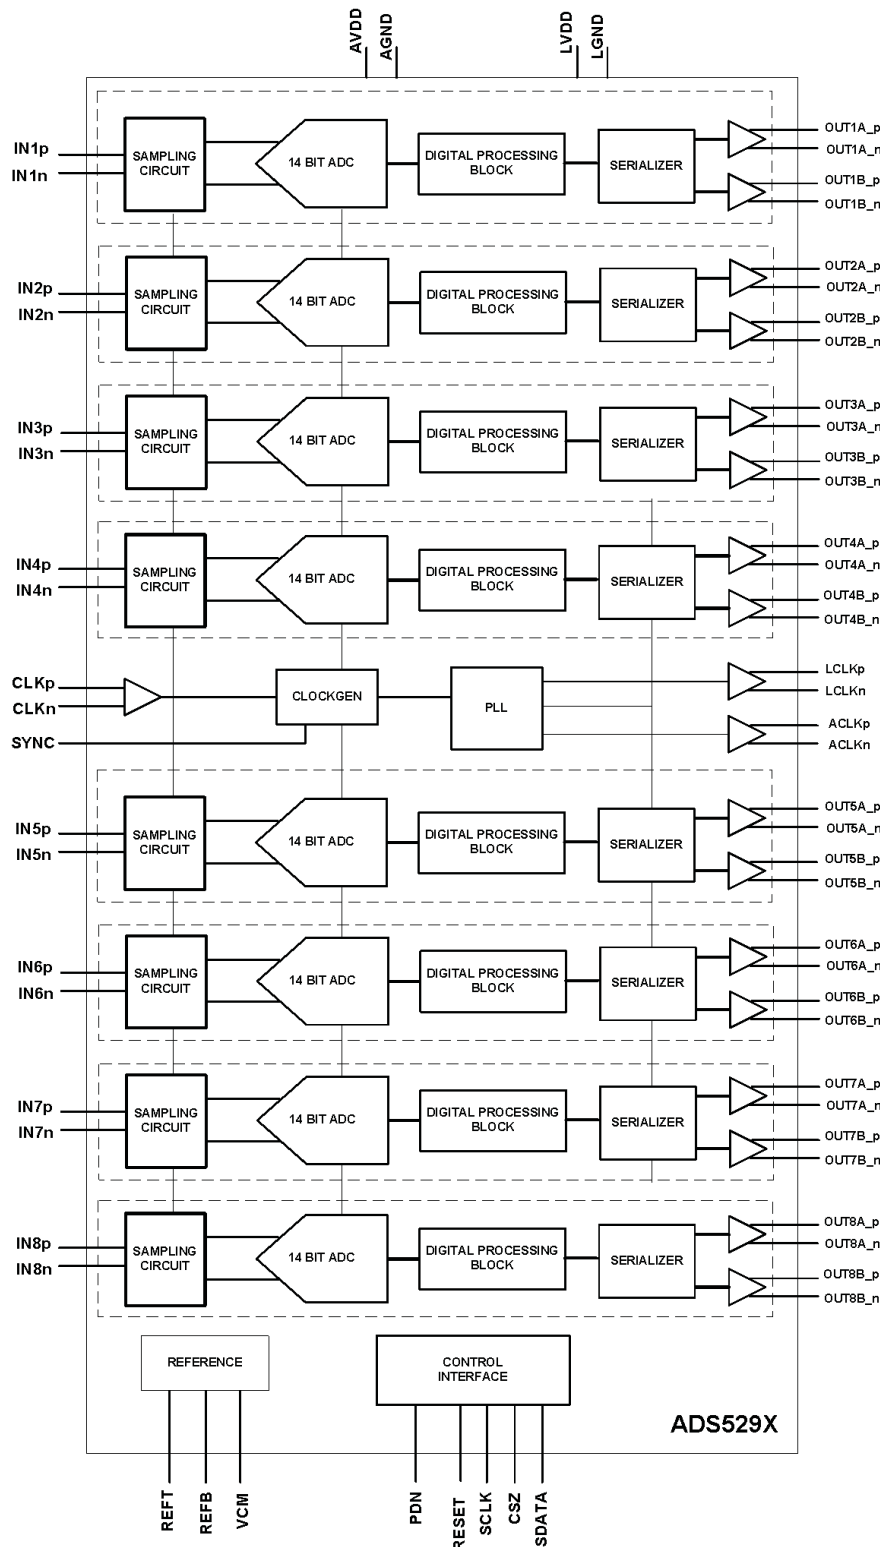 AVDD
AGND
LVDD
LGND
IN1p
IN1n
SAMPLING
CIRCUIT
14 BIT ADC
DIGITAL PROCESSING
BLOCK
SERIALIZER
OUT1A_p
OUT1A_n
OUT1B_p
OUT1B_n
IN2p
IN2n
SAMPLING
CIRCUIT
14 BIT ADC
DIGITAL PROCESSING
BLOCK
SERIALIZER
OUT2A_p
OUT2A_n
OUT2B_p
OUT2B_n
IN3p
IN3n
SAMPLING
CIRCUIT
14 BIT ADC
DIGITAL PROCESSING
BLOCK
SERIALIZER
OUT3A_p
OUT3A_n
OUT3B_p
OUT3B_n
IN4p
IN4n
SAMPLING
CIRCUIT
14 BIT ADC
DIGITAL PROCESSING
BLOCK
SERIALIZER
OUT4A_p
OUT4A_n
OUT4B_p
OUT4B_n
CLKp
CLKn
SYNC
CLOCKGEN
PLL
LCLKp
LCLKn
ACLKp
ACLKn
IN5p
IN5n
SAMPLING
CIRCUIT
14 BIT ADC
DIGITAL PROCESSING
BLOCK
SERIALIZER
OUT5A_p
OUT5A_n
OUT5B_p
OUT5B_n
IN6p
IN6n
SAMPLING
CIRCUIT
14 BIT ADC
DIGITAL PROCESSING
BLOCK
SERIALIZER
OUT6A_p
OUT6A_n
OUT6B_p
OUT6B_n
IN7p
IN7n
SAMPLING
CIRCUIT
14 BIT ADC
DIGITAL PROCESSING
BLOCK
SERIALIZER
OUT7A_p
OUT7A_n
OUT7B_p
OUT7B_n
IN8p
IN8n
SAMPLING
CIRCUIT
14 BIT ADC
DIGITAL PROCESSING
BLOCK
SERIALIZER
OUT8A_p
OUT8A_n
OUT8B_p
OUT8B_n
REFERENCE
CONTROL
INTERFACE
ADS529X
REFT
REFB
VCM
PDN
RESET
SCLK
CSZ
SDATA